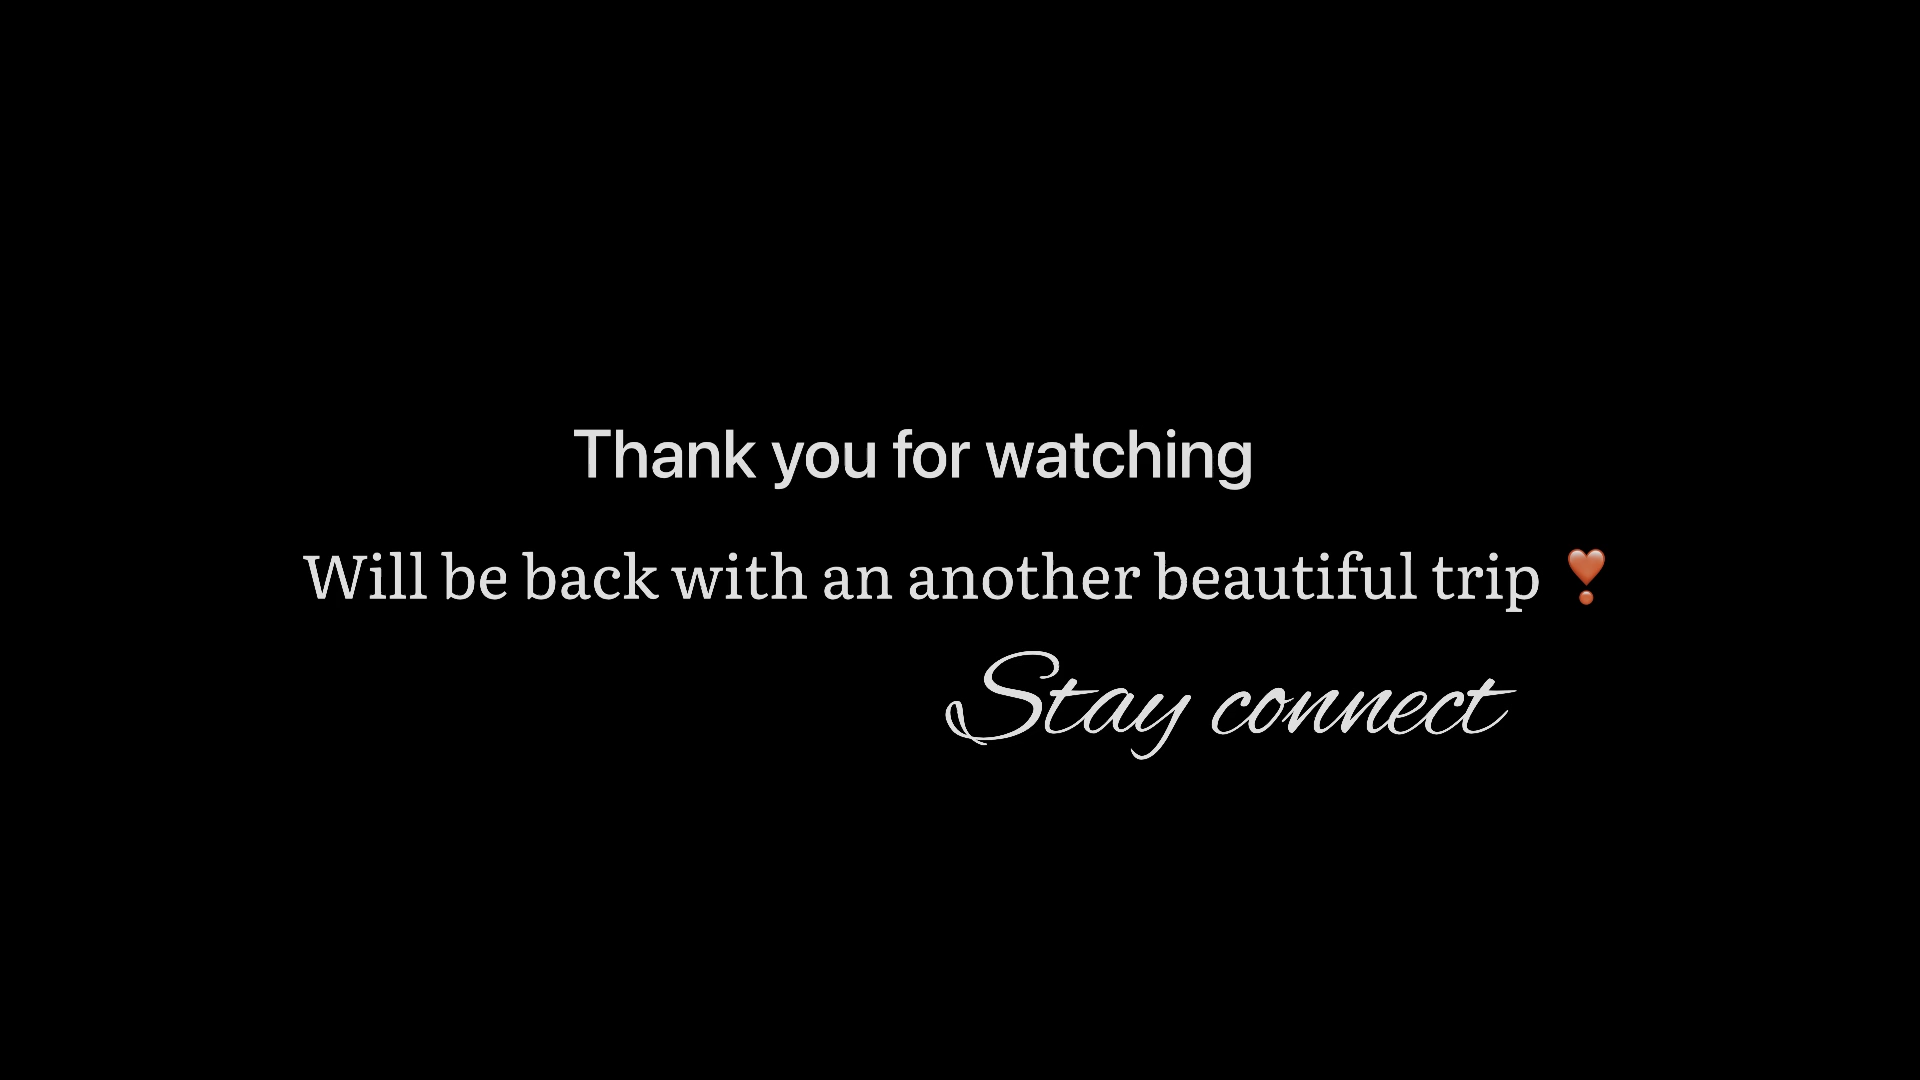 Thank you for watching
Will be back with an another beautiful trip ❣️
Stay connect